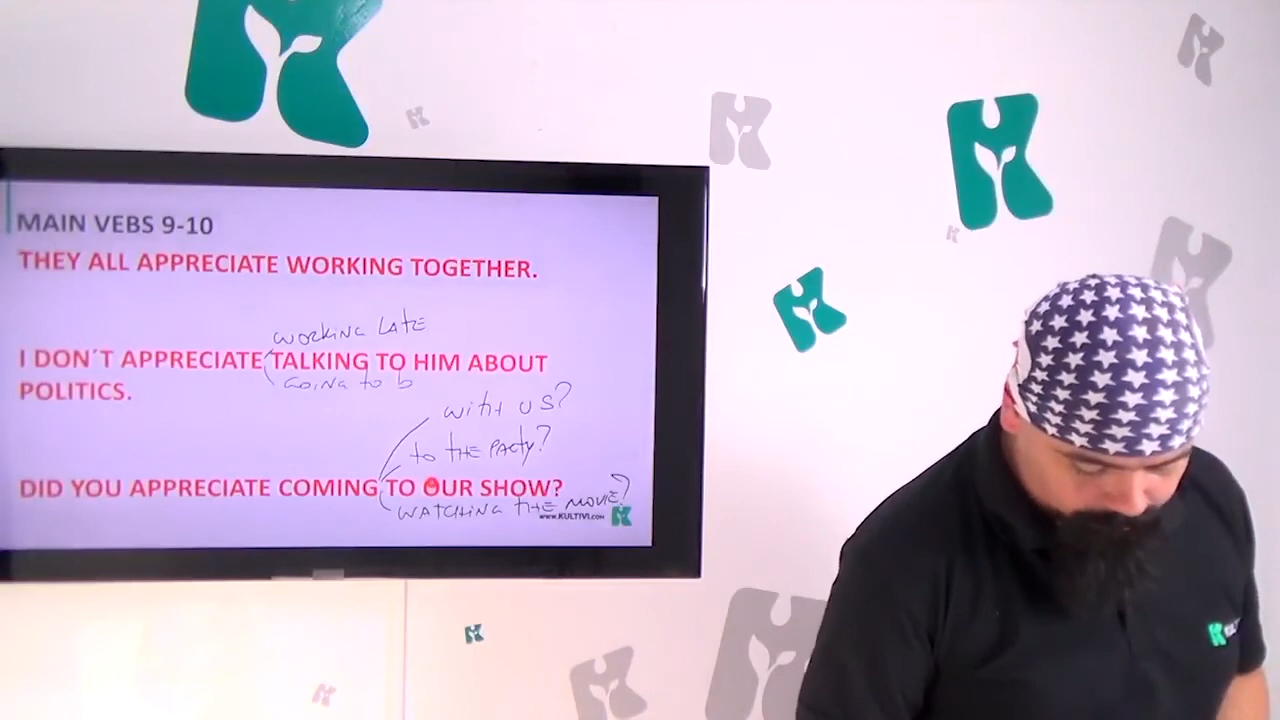 MAIN VEBS 9-10
THEY ALL APPRECIATE WORKING TOGETHER.
WORKING LATE
I DON´T APPRECIATE TALKING TO HIM ABOUT
GOING to b
POLITICS.
with US?
to tHE PARty?
DID YOU APPRECIATE COMING TO OUR SHOW?
WATCHING tHE MOVIE?
WWW.KULTIVI.COM